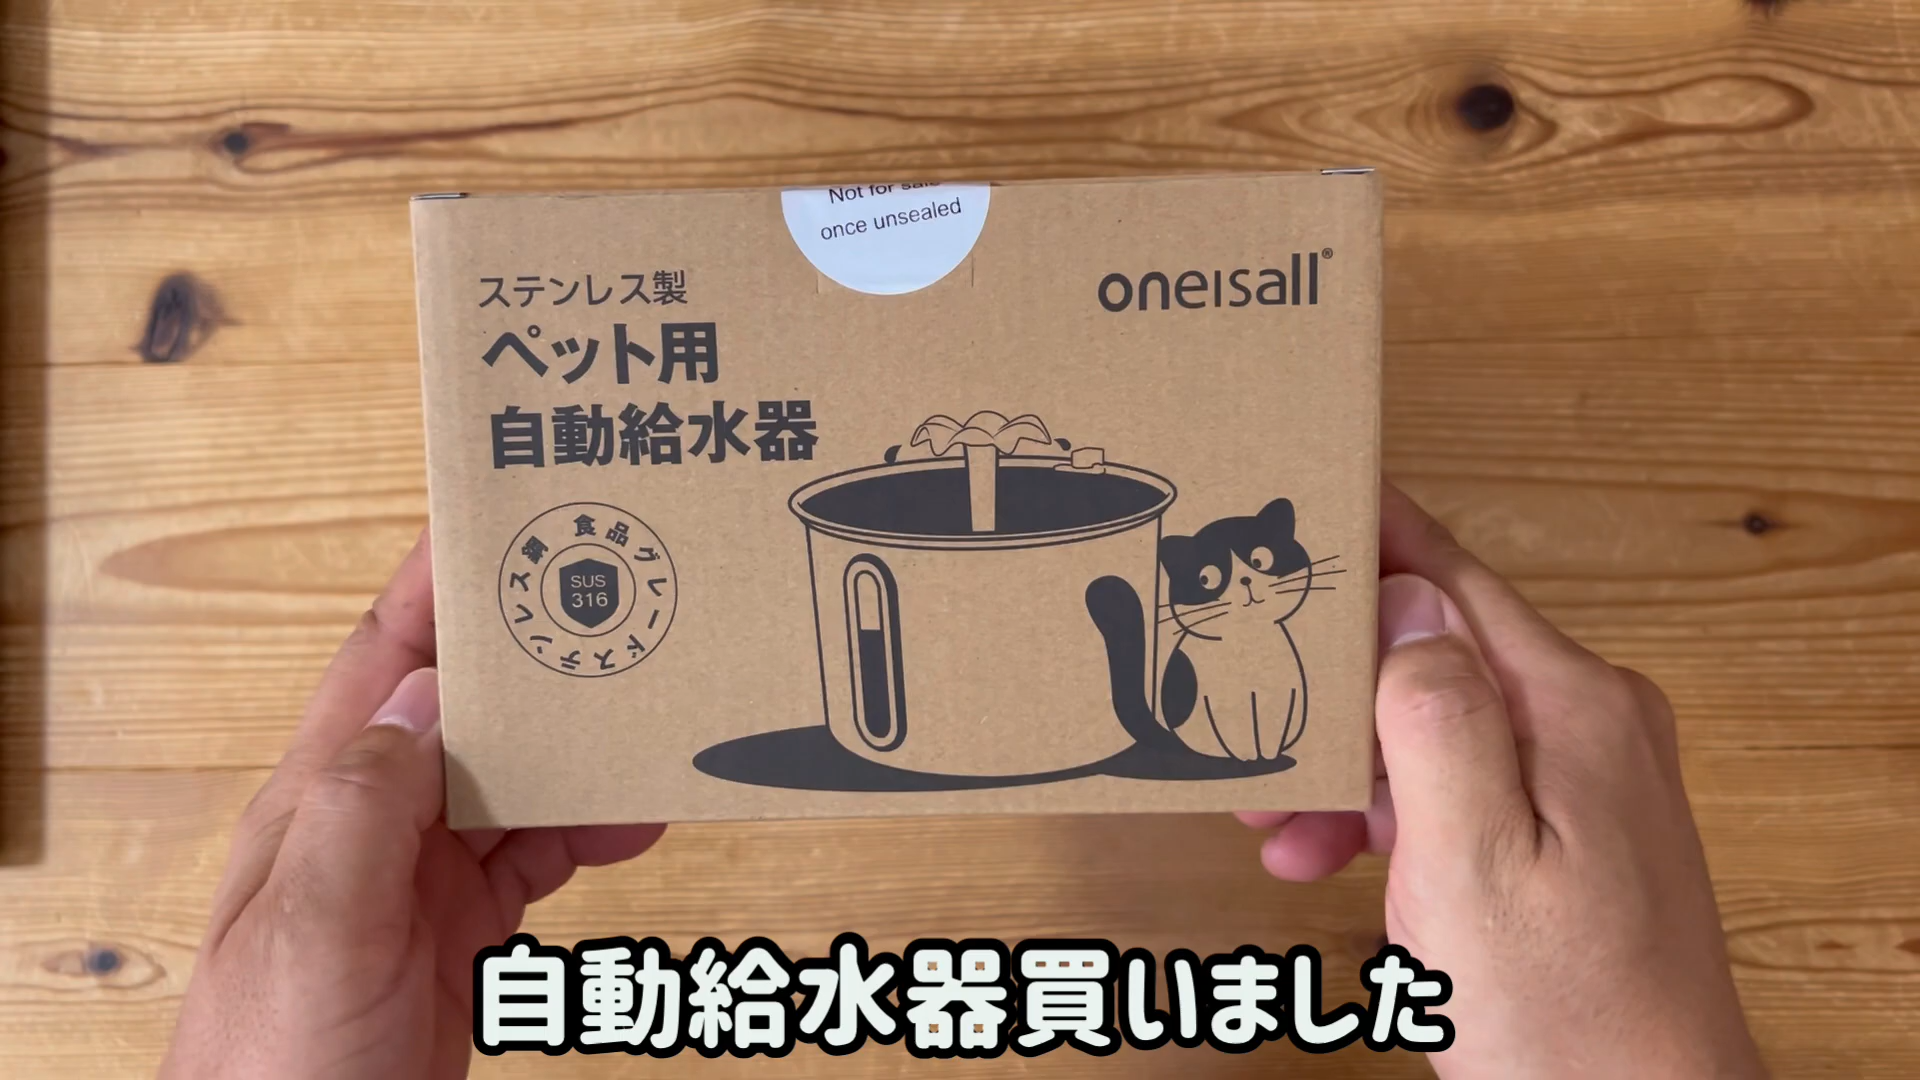 Not for sale
once unsealed
oneisall®
ステンレス製
ペット用
自動給水器
食品グレードステンレス鋼
SUS
316
自動給水器買いました